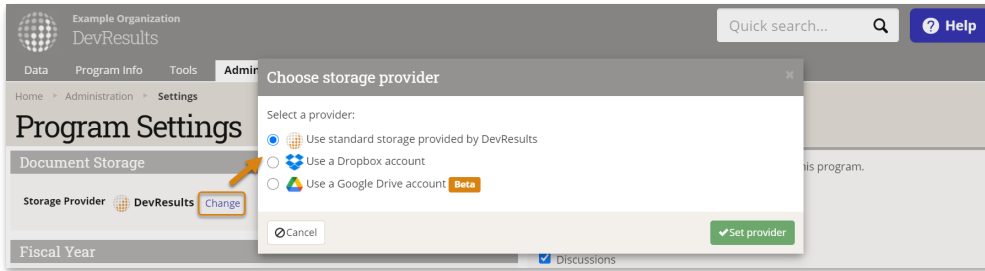 Example Organization
DevResults
Quick search...
? Help
Data Program Info Tools Admin
Home Administration Settings
Program Settings
Document Storage
Storage Provider DevResults Change
Fiscal Year
Choose storage provider ×
Select a provider:
Use standard storage provided by DevResults
Use a Dropbox account
Use a Google Drive account Beta
Cancel
Set provider
his program.
Discussions